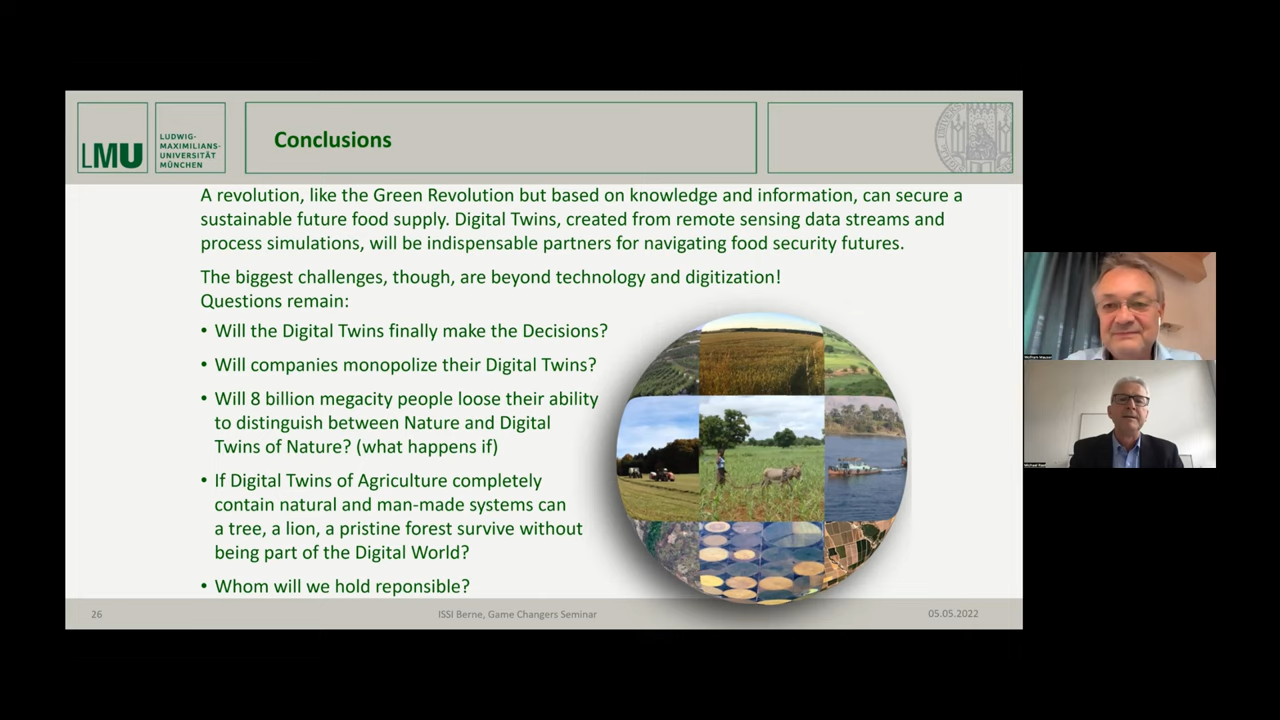 LMU
LUDWIG-
MAXIMILIANS-
UNIVERSITÄT
MÜNCHEN
Conclusions
A revolution, like the Green Revolution but based on knowledge and information, can secure a
sustainable future food supply. Digital Twins, created from remote sensing data streams and
process simulations, will be indispensable partners for navigating food security futures.
The biggest challenges, though, are beyond technology and digitization!
Questions remain:
• Will the Digital Twins finally make the Decisions?
• Will companies monopolize their Digital Twins?
• Will 8 billion megacity people loose their ability
to distinguish between Nature and Digital
Twins of Nature? (what happens if)
• If Digital Twins of Agriculture completely
contain natural and man-made systems can
a tree, a lion, a pristine forest survive without
being part of the Digital World?
• Whom will we hold reponsible?
26
ISSI Berne, Game Changers Seminar
05.05.2022